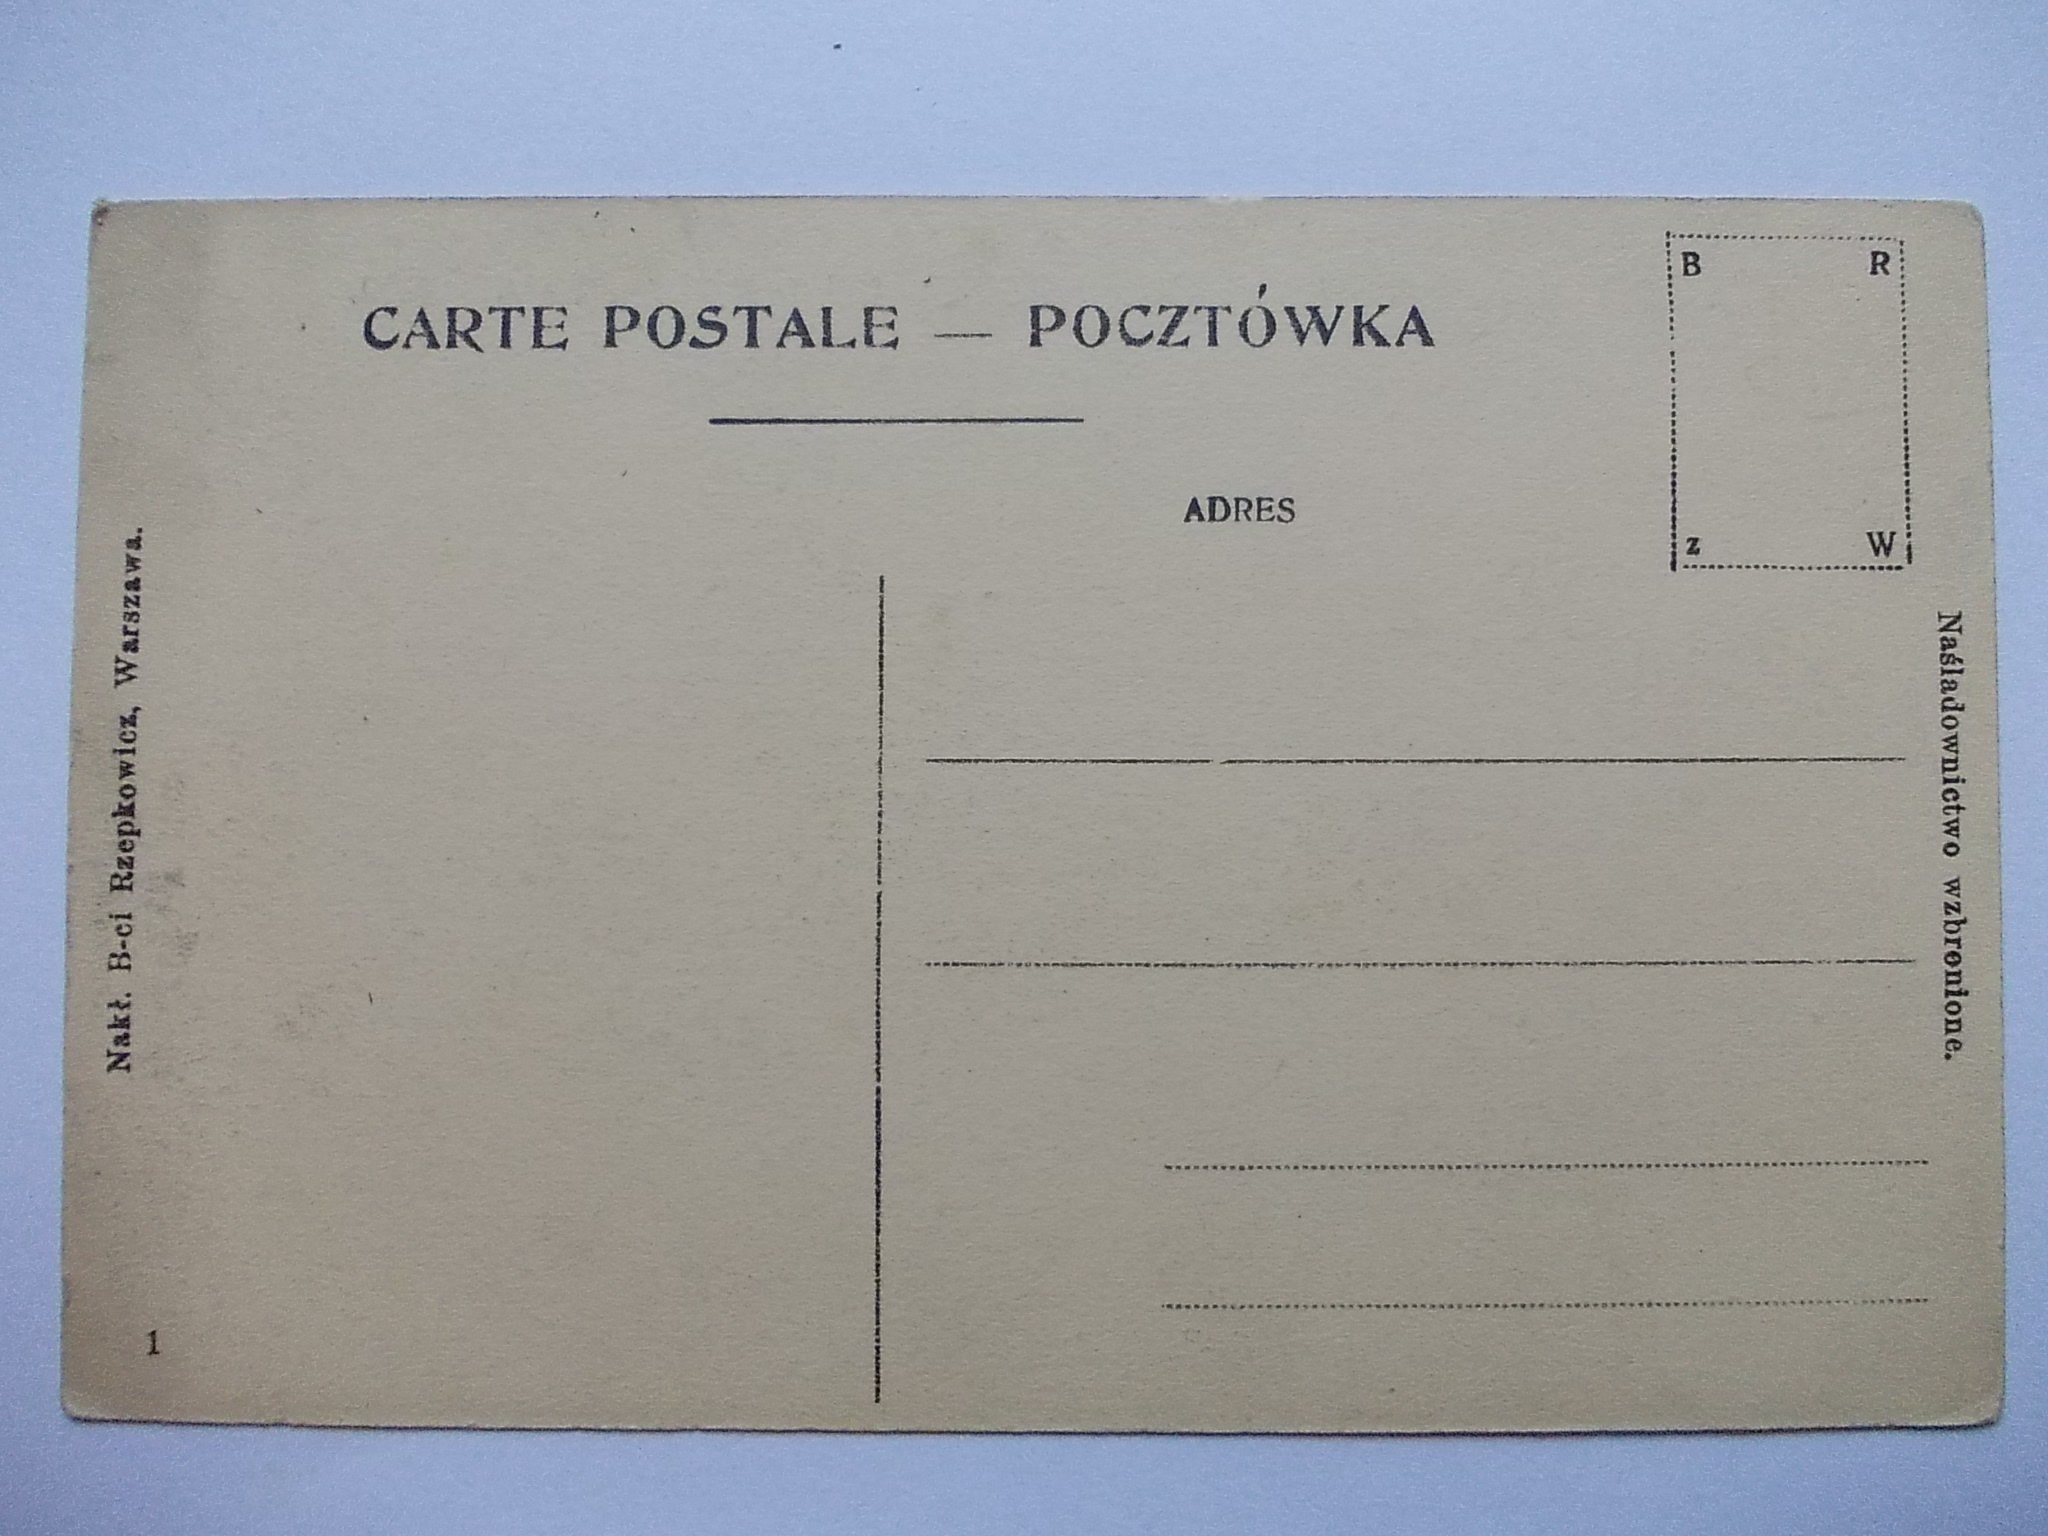 CARTE POSTALE — POCZTÓWKA
B R
z W
ADRES
Nakł. B-ci Rzepkowicz, Warszawa.
Naśladownictwo wzbronione.
1